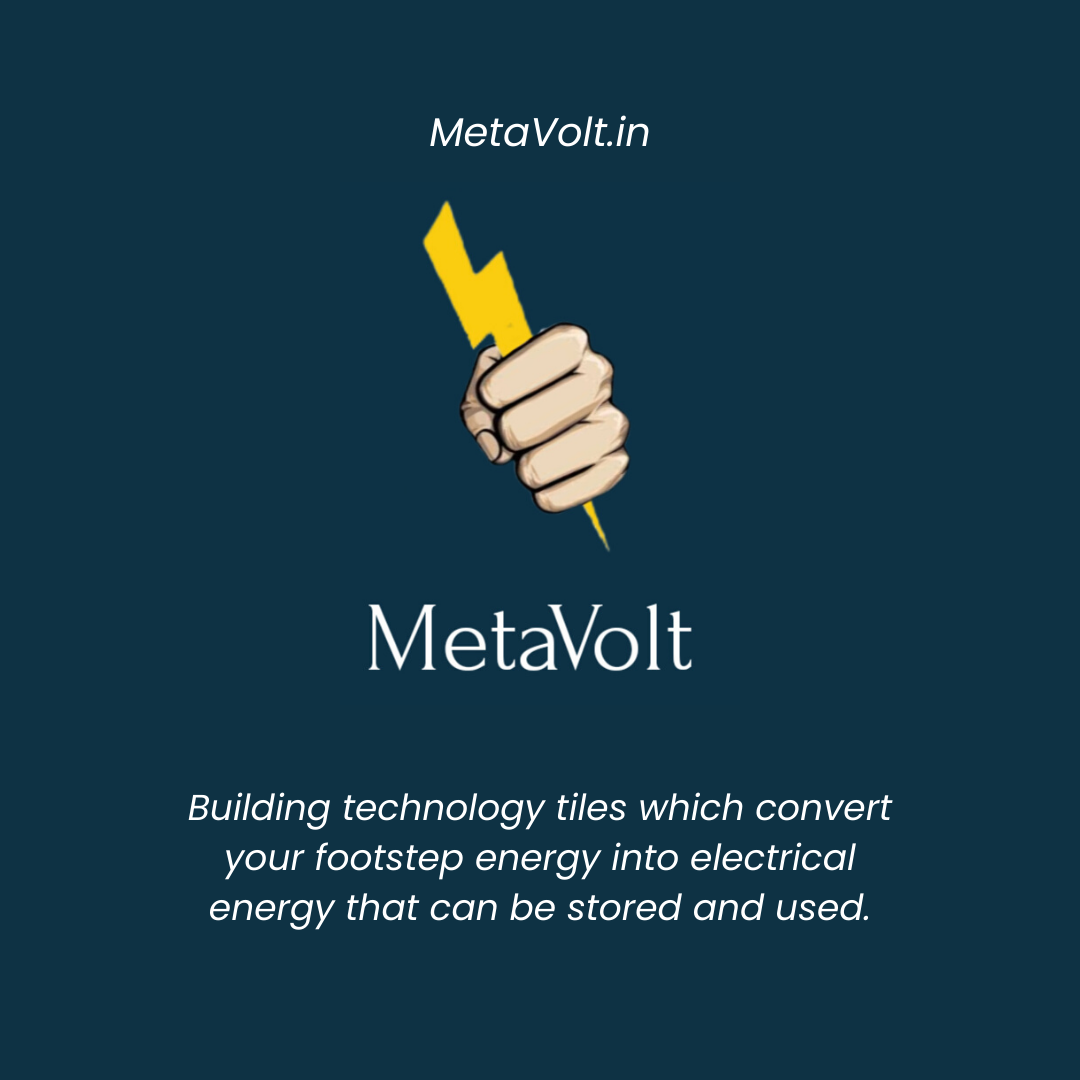 MetaVolt.in
MetaVolt
Building technology tiles which convert
your footstep energy into electrical
energy that can be stored and used.